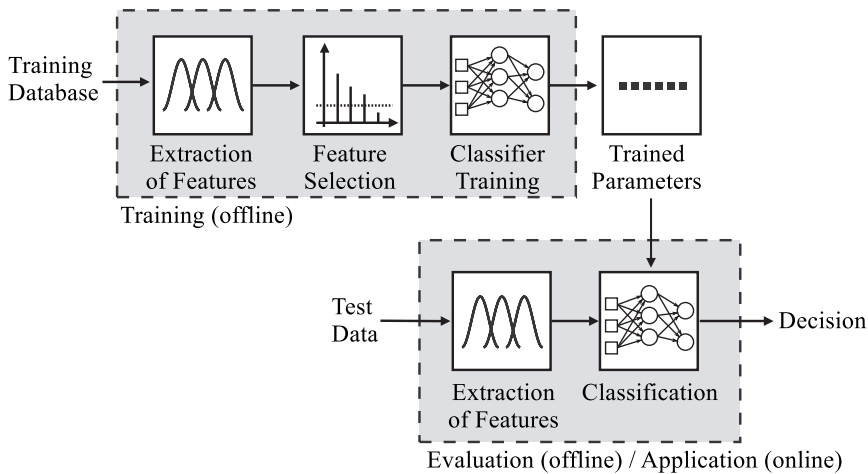 Training
Database
Extraction
of Features
Feature
Selection
Classifier
Training
Trained
Parameters
Training (offline)
Test
Data
Extraction
of Features
Classification
Decision
Evaluation (offline) / Application (online)